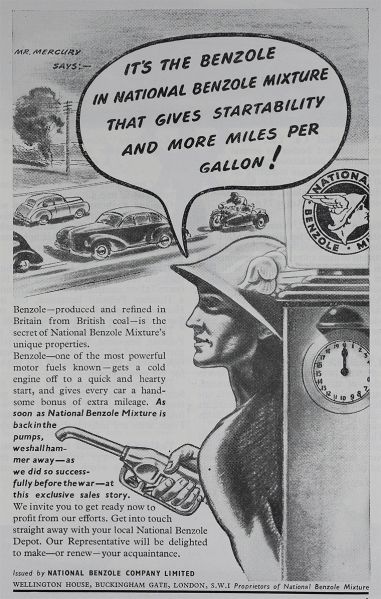 MR. MERCURY
SAYS:—
IT'S THE BENZOLE
IN NATIONAL BENZOLE MIXTURE
THAT GIVES STARTABILITY
AND MORE MILES PER
GALLON!
NATIONAL
BENZOLE
Benzole—produced and refined in
Britain from British coal—is the
secret of National Benzole Mixture's
unique properties.
Benzole—one of the most powerful
motor fuels known—gets a cold
engine off to a quick and hearty
start, and gives every car a hand-
some bonus of extra mileage. As
soon as National Benzole Mixture is
back in the
pumps,
we shall ham-
mer away—as
we did so success-
fully before the war—at
this exclusive sales story.
We invite you to get ready now to
profit from our efforts. Get into touch
straight away with your local National Benzole
Depot. Our Representative will be delighted
to make—or renew—your acquaintance.
Issued by NATIONAL BENZOLE COMPANY LIMITED
WELLINGTON HOUSE, BUCKINGHAM GATE, LONDON, S.W.1 Proprietors of National Benzole Mixture